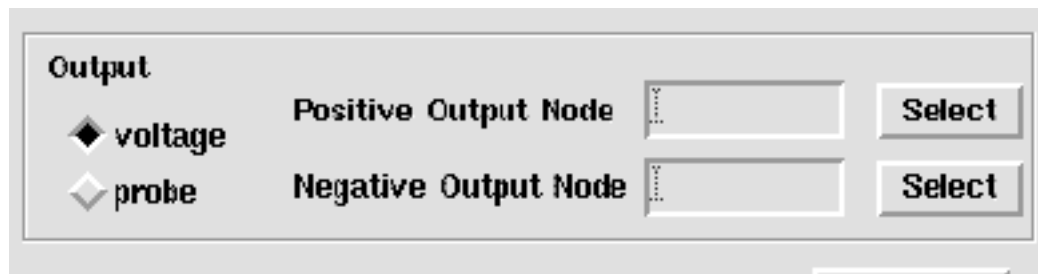 Output
voltage
probe
Positive Output Node
Select
Negative Output Node
Select